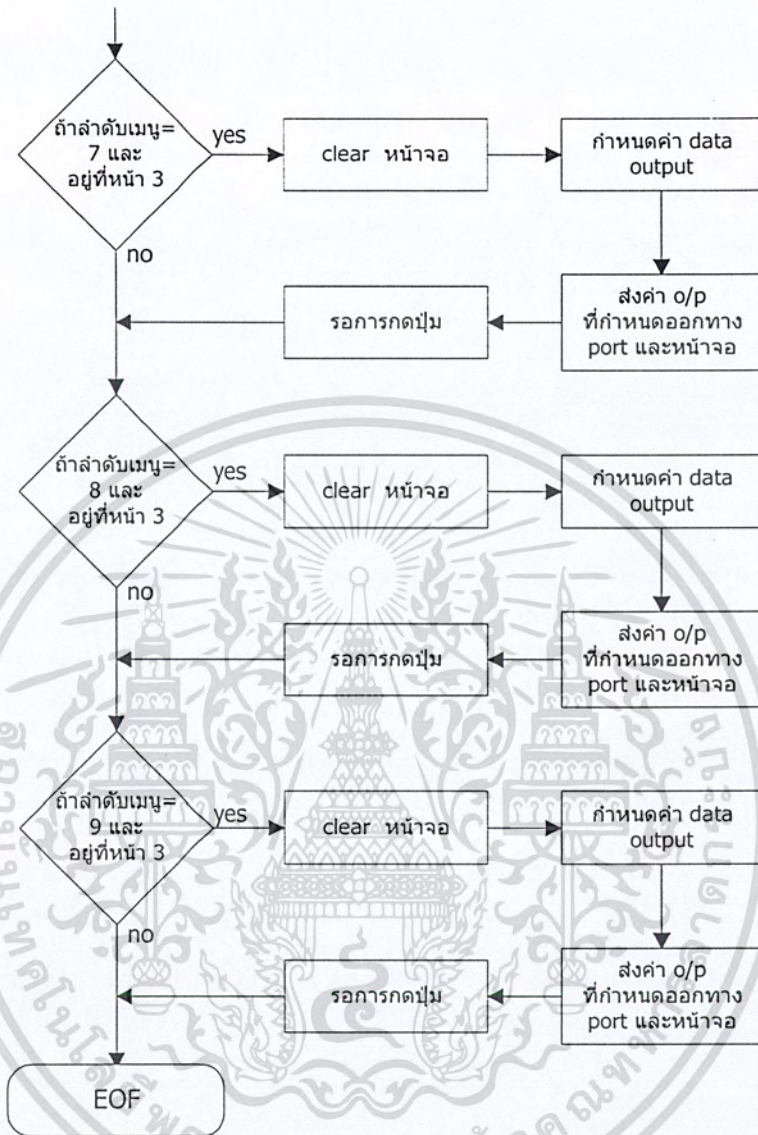 ถ้าลำดับเมนู=
7 และ
อยู่ที่หน้า 3
yes
clear หน้าจอ
กำหนดค่า data
output
no
รอการกดปุ่ม
ส่งค่า o/p
ที่กำหนดออกทาง
port และหน้าจอ
ถ้าลำดับเมนู=
8 และ
อยู่ที่หน้า 3
yes
clear หน้าจอ
กำหนดค่า data
output
no
รอการกดปุ่ม
ส่งค่า o/p
ที่กำหนดออกทาง
port และหน้าจอ
ถ้าลำดับเมนู=
9 และ
อยู่ที่หน้า 3
yes
clear หน้าจอ
กำหนดค่า data
output
no
รอการกดปุ่ม
ส่งค่า o/p
ที่กำหนดออกทาง
port และหน้าจอ
EOF